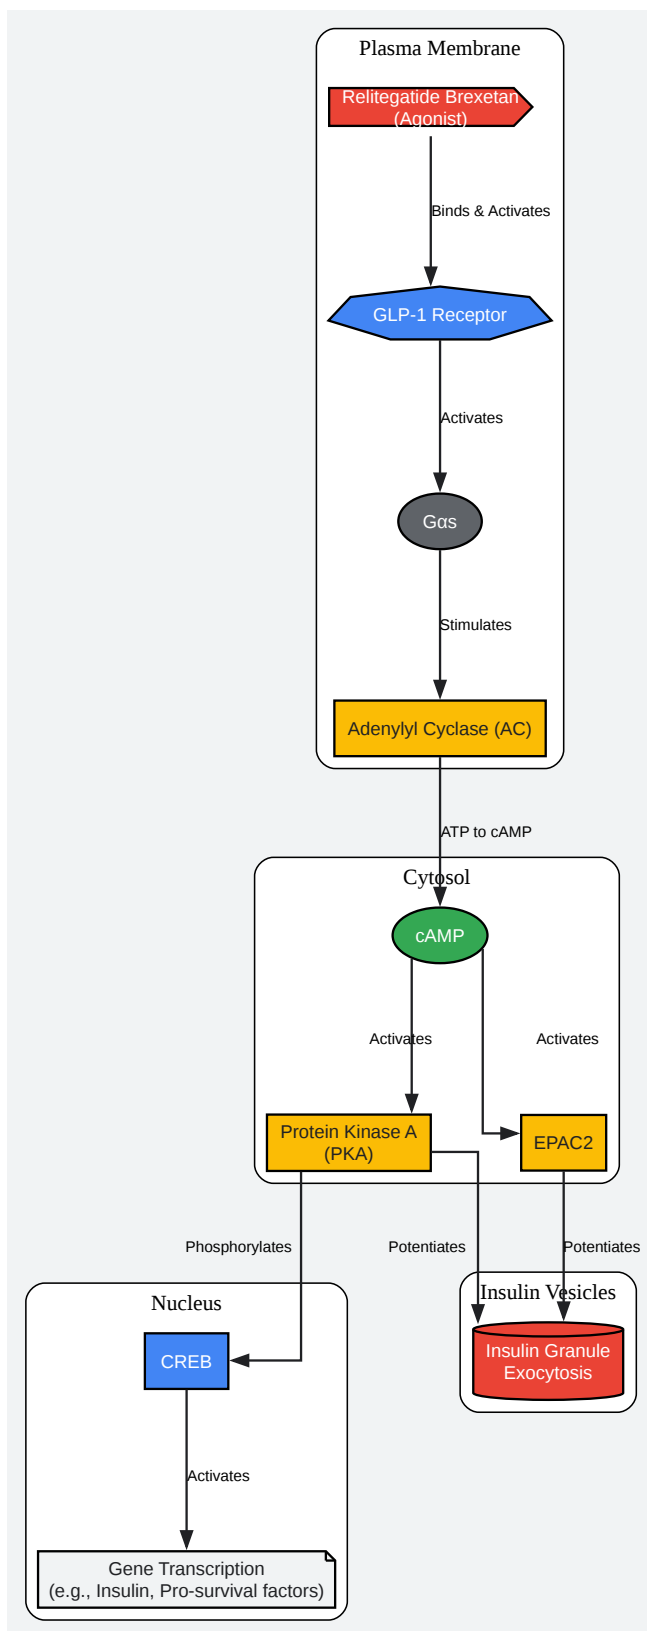 Plasma Membrane
Relitegatide Brexetan
(Agonist)
Binds & Activates
GLP-1 Receptor
Activates
Gαs
Stimulates
Adenylyl Cyclase (AC)
ATP to cAMP
Cytosol
cAMP
Activates
Activates
Protein Kinase A
(PKA)
EPAC2
Phosphorylates
Potentiates
Potentiates
Nucleus
Insulin Vesicles
CREB
Insulin Granule
Exocytosis
Activates
Gene Transcription
(e.g., Insulin, Pro-survival factors)